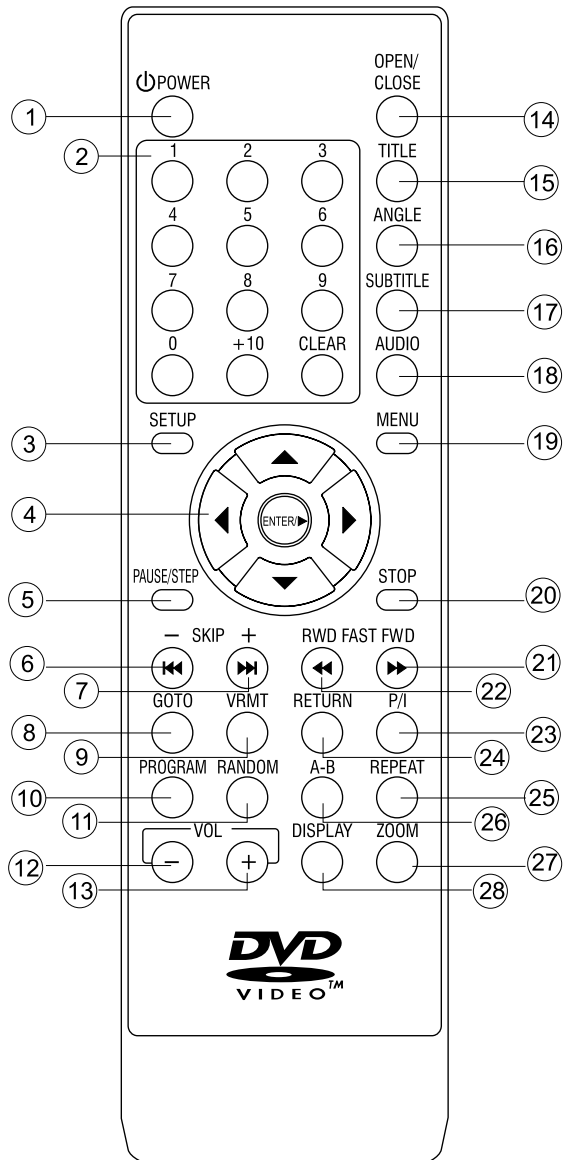 OPEN/
⏻POWER CLOSE
1 14
2 1 2 3 TITLE
15
4 5 6 ANGLE
16
7 8 9 SUBTITLE
17
0 +10 CLEAR AUDIO
18
SETUP MENU
3 19
4 ENTER/▶
PAUSE/STEP STOP
5 20
− SKIP + RWD FAST FWD
6 21
7 22
GOTO VRMT RETURN P/I
8 23
9 24
PROGRAM RANDOM A-B REPEAT
10 25
11 26
VOL DISPLAY ZOOM
12 − + 27
13 28
DVD
VIDEO™